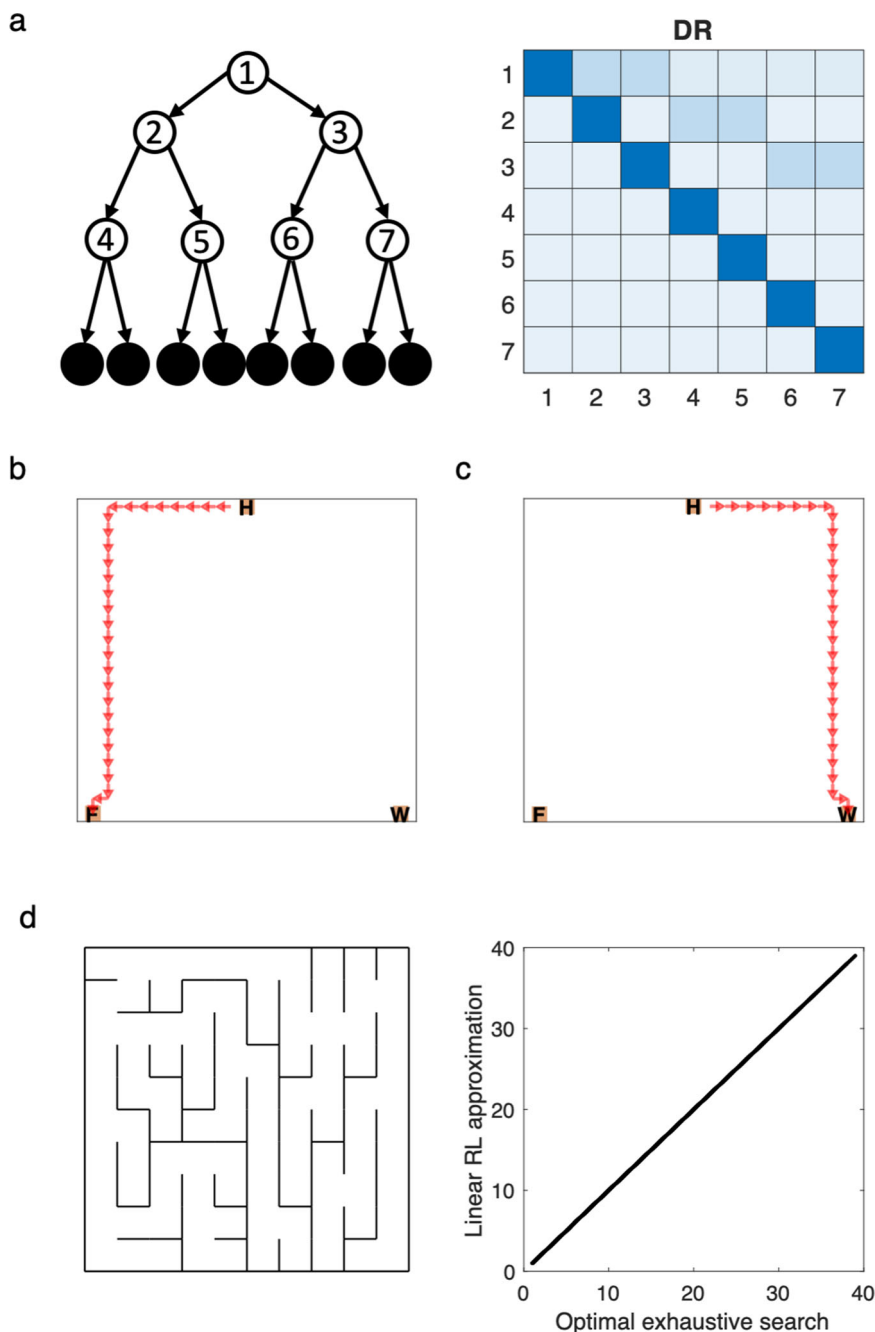 a
1
2 3
4 5 6 7
DR
1
2
3
4
5
6
7
1 2 3 4 5 6 7
b
H
F W
c
H
F W
d
Linear RL approximation
40
30
20
10
0
0 10 20 30 40
Optimal exhaustive search